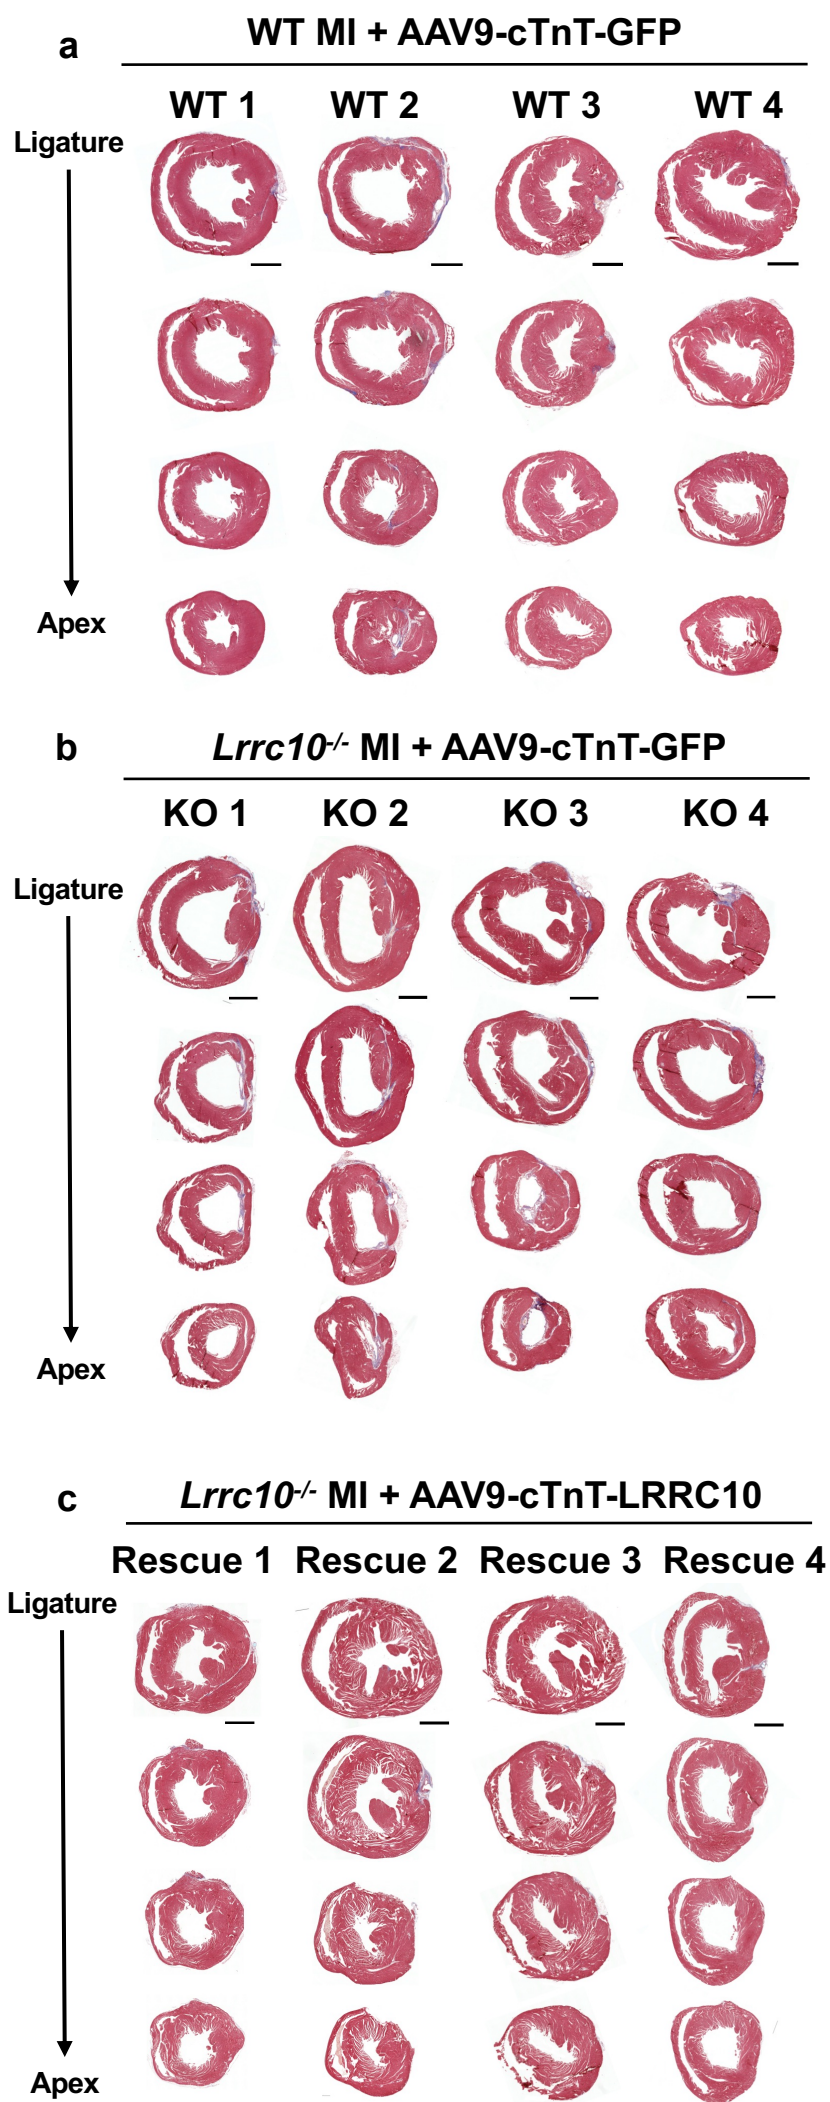 a
WT MI + AAV9-cTnT-GFP
WT 1 WT 2 WT 3 WT 4
Ligature
Apex
b
Lrrc10-/- MI + AAV9-cTnT-GFP
KO 1 KO 2 KO 3 KO 4
Ligature
Apex
c
Lrrc10-/- MI + AAV9-cTnT-LRRC10
Rescue 1 Rescue 2 Rescue 3 Rescue 4
Ligature
Apex